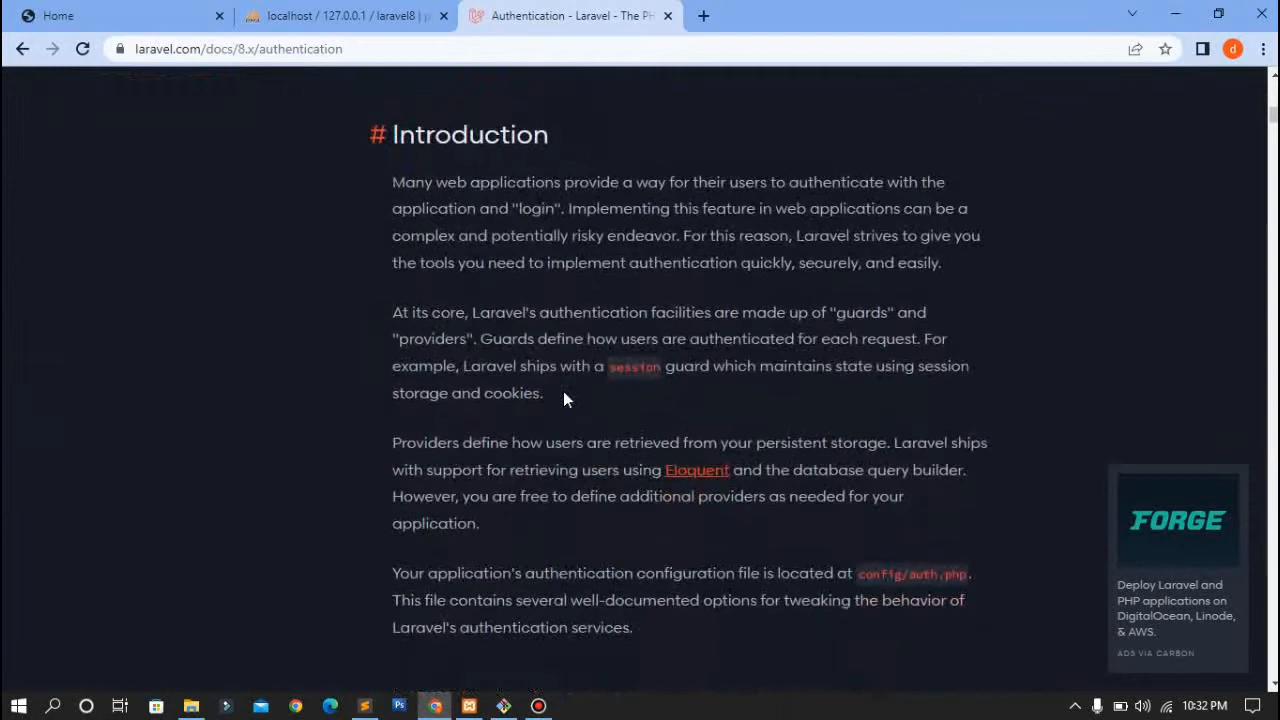 Home
localhost / 127.0.0.1 / laravel8 | p
Authentication - Laravel - The PH
laravel.com/docs/8.x/authentication
d
# Introduction
Many web applications provide a way for their users to authenticate with the
application and "login". Implementing this feature in web applications can be a
complex and potentially risky endeavor. For this reason, Laravel strives to give you
the tools you need to implement authentication quickly, securely, and easily.
At its core, Laravel's authentication facilities are made up of "guards" and
"providers". Guards define how users are authenticated for each request. For
example, Laravel ships with a session guard which maintains state using session
storage and cookies.
Providers define how users are retrieved from your persistent storage. Laravel ships
with support for retrieving users using Eloquent and the database query builder.
However, you are free to define additional providers as needed for your
application.
Your application's authentication configuration file is located at config/auth.php.
This file contains several well-documented options for tweaking the behavior of
Laravel's authentication services.
FORGE
Deploy Laravel and
PHP applications on
DigitalOcean, Linode,
& AWS.
ADS VIA CARBON
10:32 PM